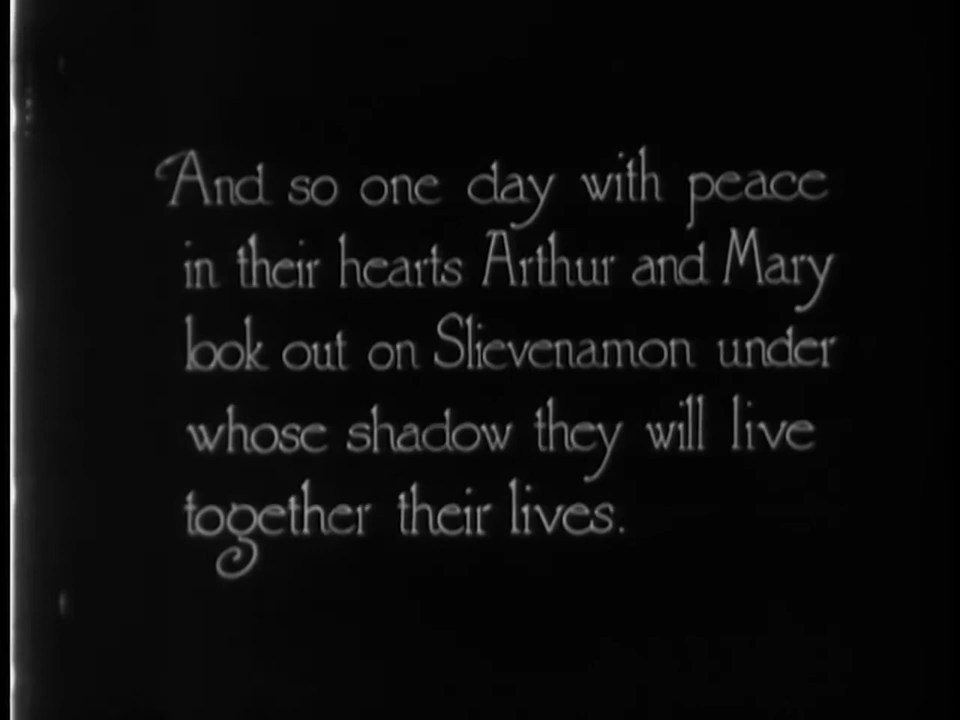 And so one day with peace
in their hearts Arthur and Mary
look out on Slievenamon under
whose shadow they will live
together their lives.